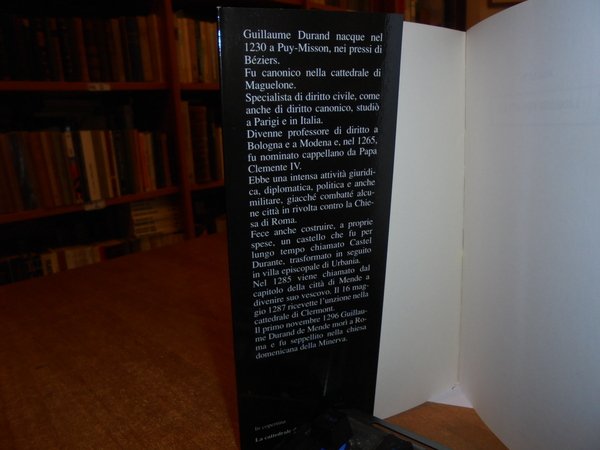 Guillaume Durand nacque nel
1230 a Puy-Misson, nei pressi di
Béziers.
Fu canonico nella cattedrale di
Maguelone.
Specialista di diritto civile, come
anche di diritto canonico, studiò
a Parigi e in Italia.
Divenne professore di diritto a
Bologna e a Modena e, nel 1265,
fu nominato cappellano da Papa
Clemente IV.
Ebbe una intensa attività giuridi-
ca, diplomatica, politica e anche
militare, giacché combatté alcu-
ne città in rivolta contro la Chie-
sa di Roma.
Fece anche costruire, a proprie
spese, un castello che fu per
lungo tempo chiamato Castel
Durante, trasformato in seguito
in villa episcopale di Urbania.
Nel 1285 viene chiamato dal
capitolo della città di Mende a
divenire suo vescovo. Il 16 mag-
gio 1287 ricevette l'unzione nella
cattedrale di Clermont.
Il primo novembre 1296 Guillau-
me Durand de Mende morì a Ro-
ma e fu seppellito nella chiesa
domenicana della Minerva.
In copertina
La cattedrale